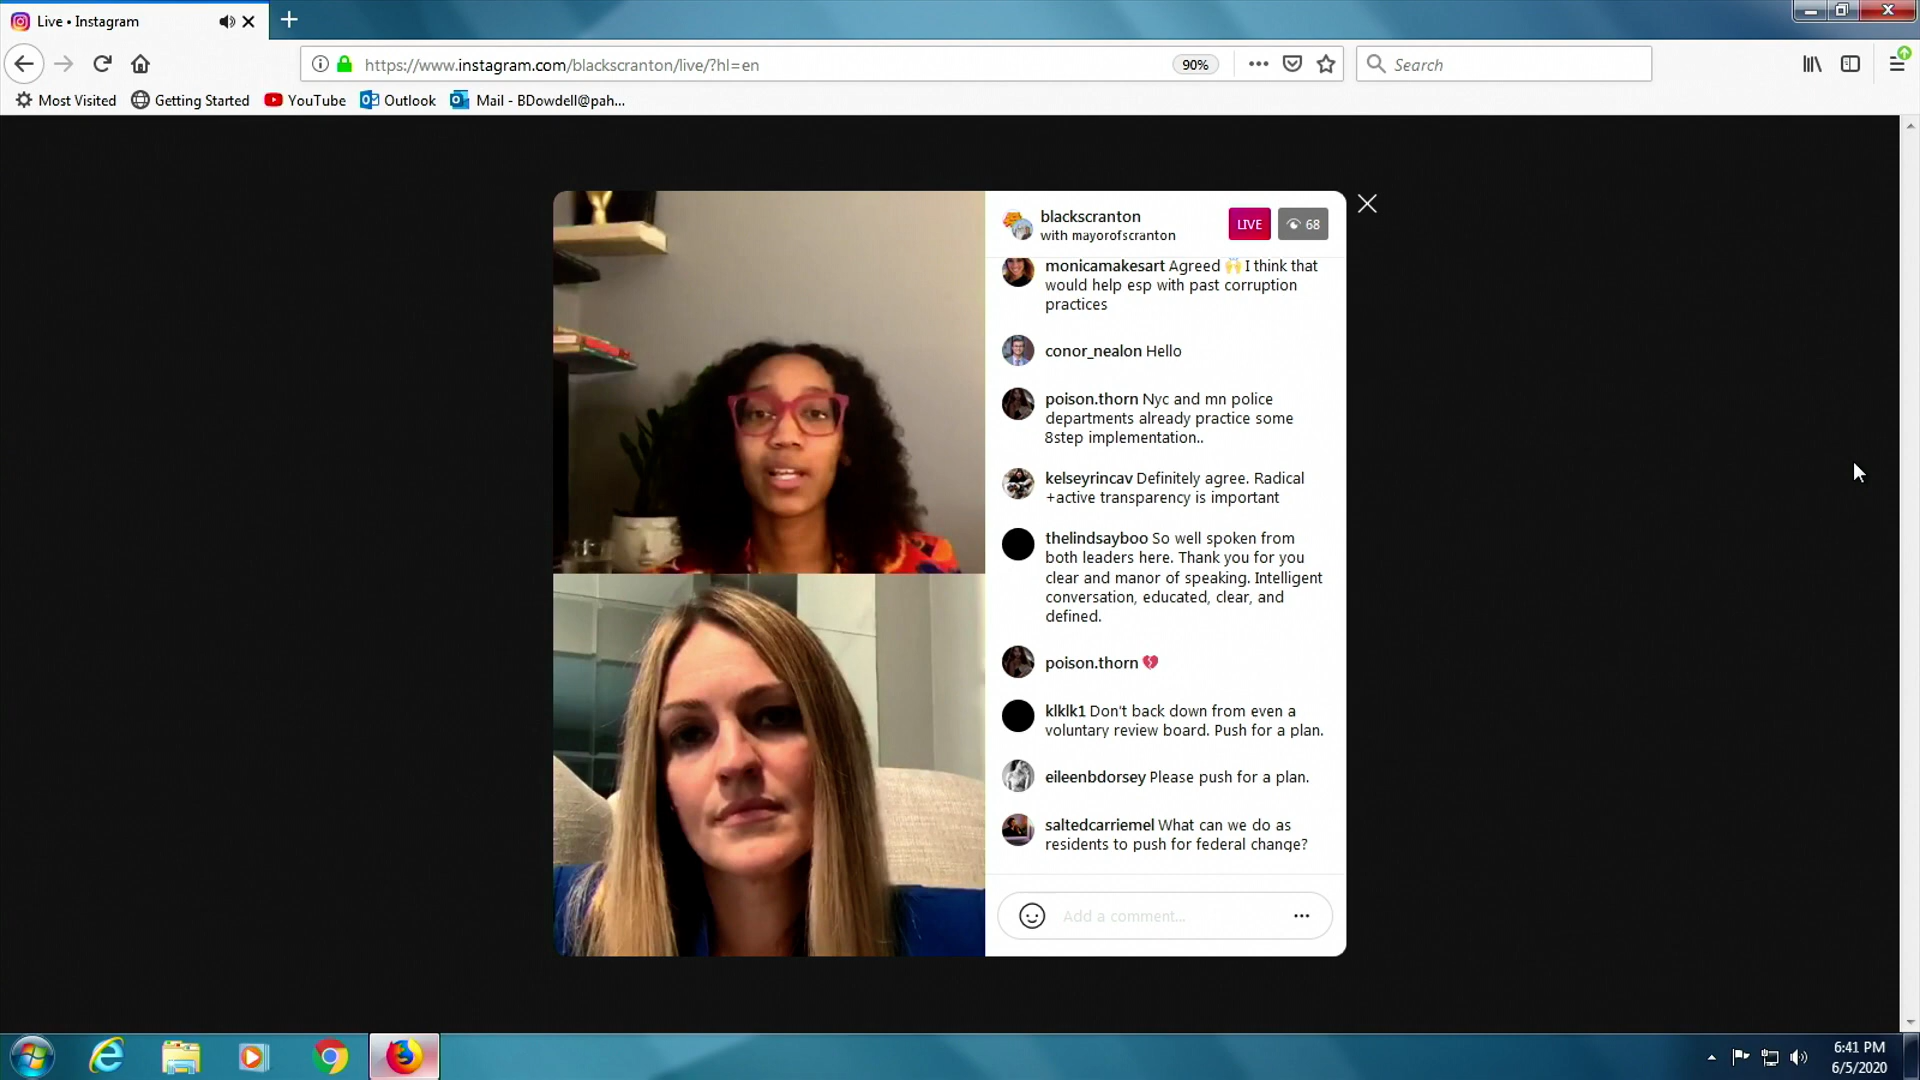 Live • Instagram
https://www.instagram.com/blackscranton/live/?hl=en
90%
Search
Most Visited
Getting Started
YouTube
Outlook
Mail - BDowdell@pah...
blackscranton
with mayorofscranton
LIVE
68
monicamakesart Agreed 🙌 I think that
would help esp with past corruption
practices
conor_nealon Hello
poison.thorn Nyc and mn police
departments already practice some
8step implementation..
kelseyrincav Definitely agree. Radical
+active transparency is important
thelindsayboo So well spoken from
both leaders here. Thank you for you
clear and manor of speaking. Intelligent
conversation, educated, clear, and
defined.
poison.thorn 💔
klklk1 Don't back down from even a
voluntary review board. Push for a plan.
eileenbdorsey Please push for a plan.
saltedcarriemel What can we do as
residents to push for federal change?
Add a comment...
6:41 PM
6/5/2020